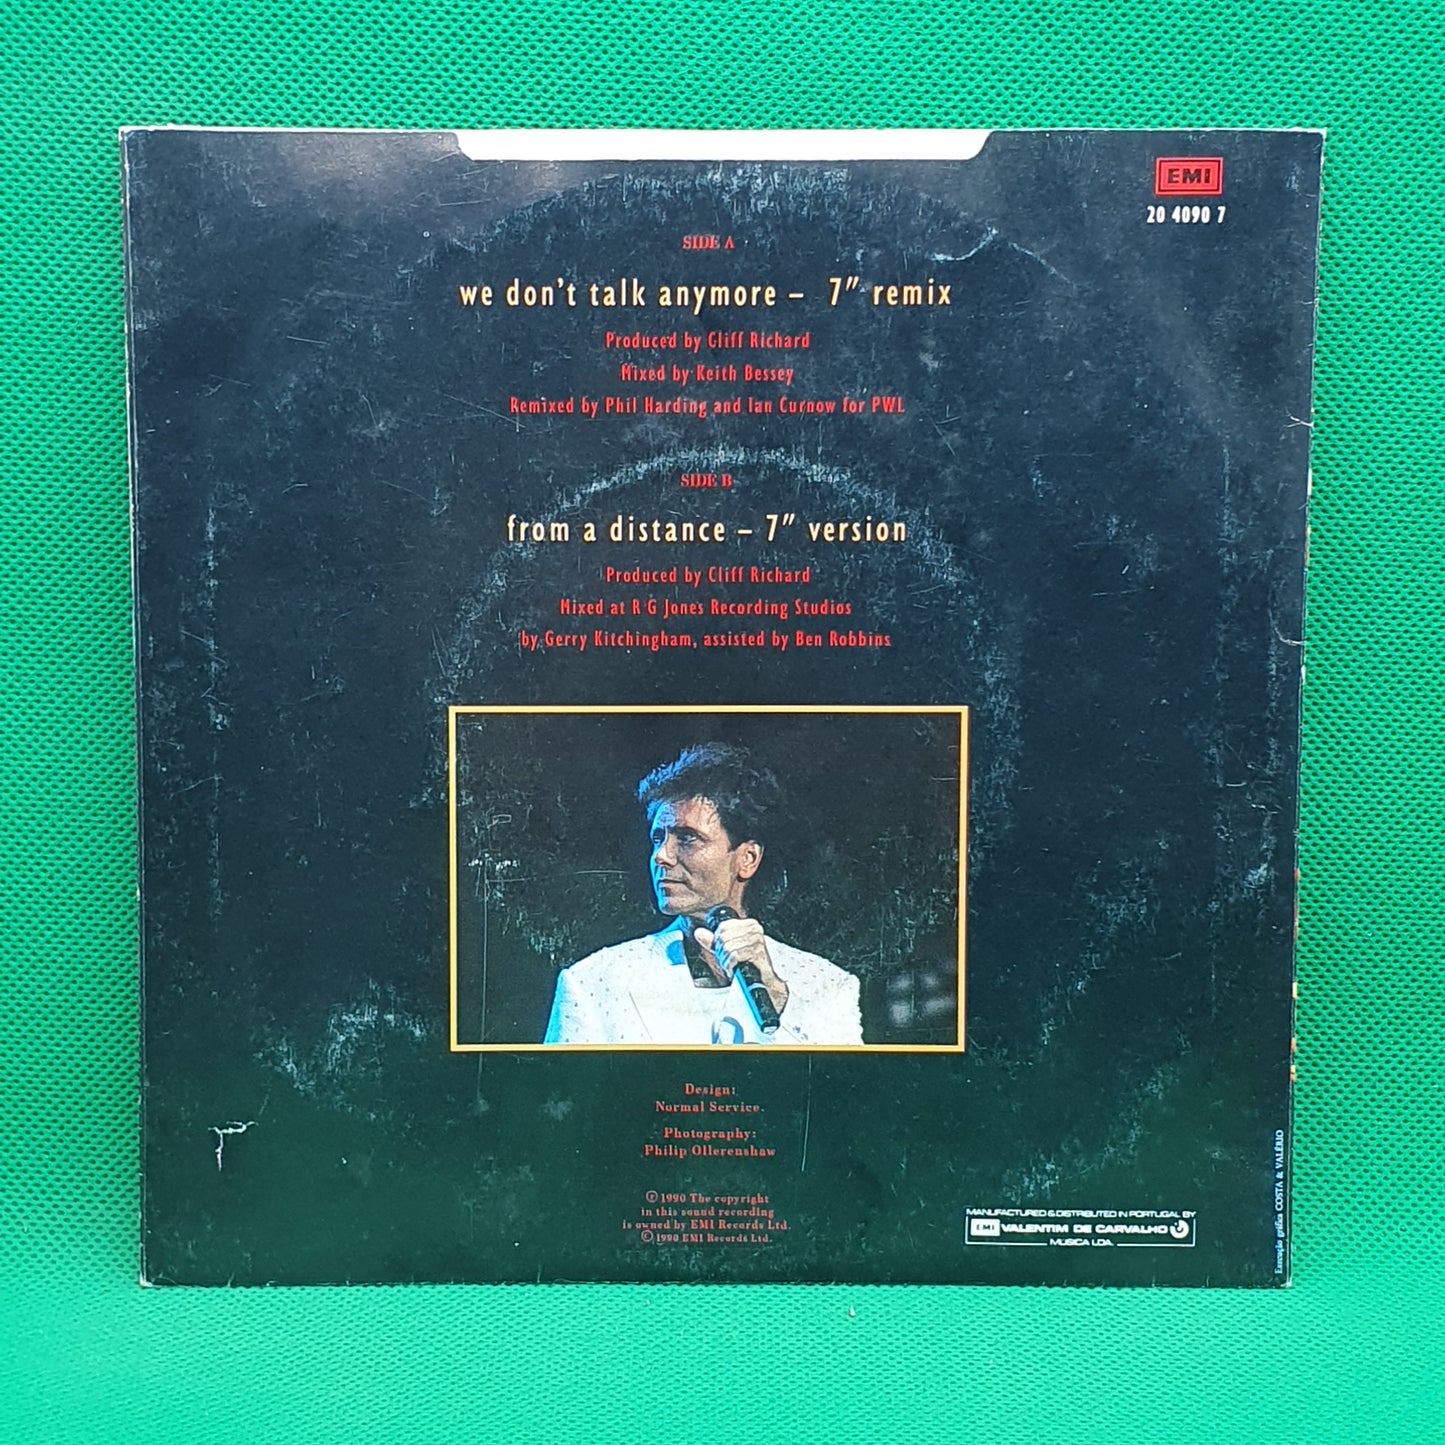 EMI
20 4090 7
SIDE A
we don't talk anymore – 7" remix
Produced by Cliff Richard
Mixed by Keith Bessey
Remixed by Phil Harding and Ian Curnow for PWL
SIDE B
from a distance – 7" version
Produced by Cliff Richard
Mixed at R G Jones Recording Studios
by Gerry Kitchingham, assisted by Ben Robbins
Design:
Normal Service.
Photography:
Philip Ollerenshaw
℗ 1990 The copyright
in this sound recording
is owned by EMI Records Ltd.
© 1990 EMI Records Ltd.
MANUFACTURED & DISTRIBUTED IN PORTUGAL BY
EMI VALENTIM DE CARVALHO
MUSICA LDA.
Execução gráfica COSTA & VALÉRIO